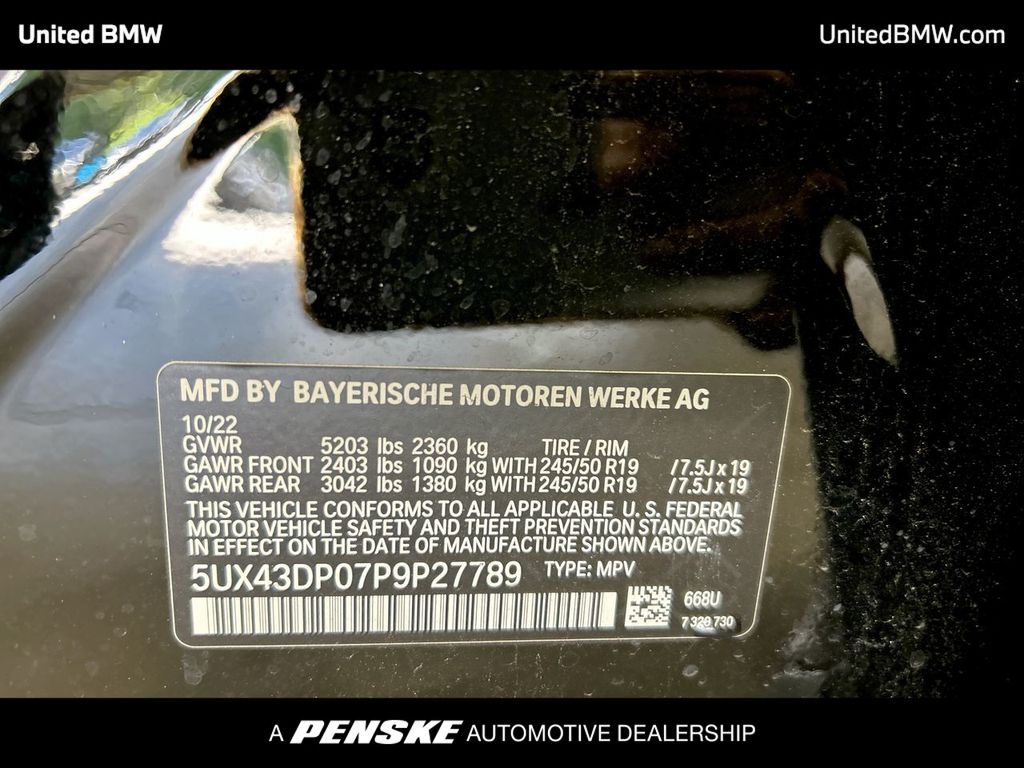 United BMW
UnitedBMW.com
MFD BY BAYERISCHE MOTOREN WERKE AG
10/22
GVWR 5203 lbs 2360 kg TIRE / RIM
GAWR FRONT 2403 lbs 1090 kg WITH 245/50 R19 /7.5J x 19
GAWR REAR 3042 lbs 1380 kg WITH 245/50 R19 /7.5J x 19
THIS VEHICLE CONFORMS TO ALL APPLICABLE U. S. FEDERAL
MOTOR VEHICLE SAFETY AND THEFT PREVENTION STANDARDS
IN EFFECT ON THE DATE OF MANUFACTURE SHOWN ABOVE.
5UX43DP07P9P27789 TYPE: MPV
668U
7 320 730
A PENSKE AUTOMOTIVE DEALERSHIP